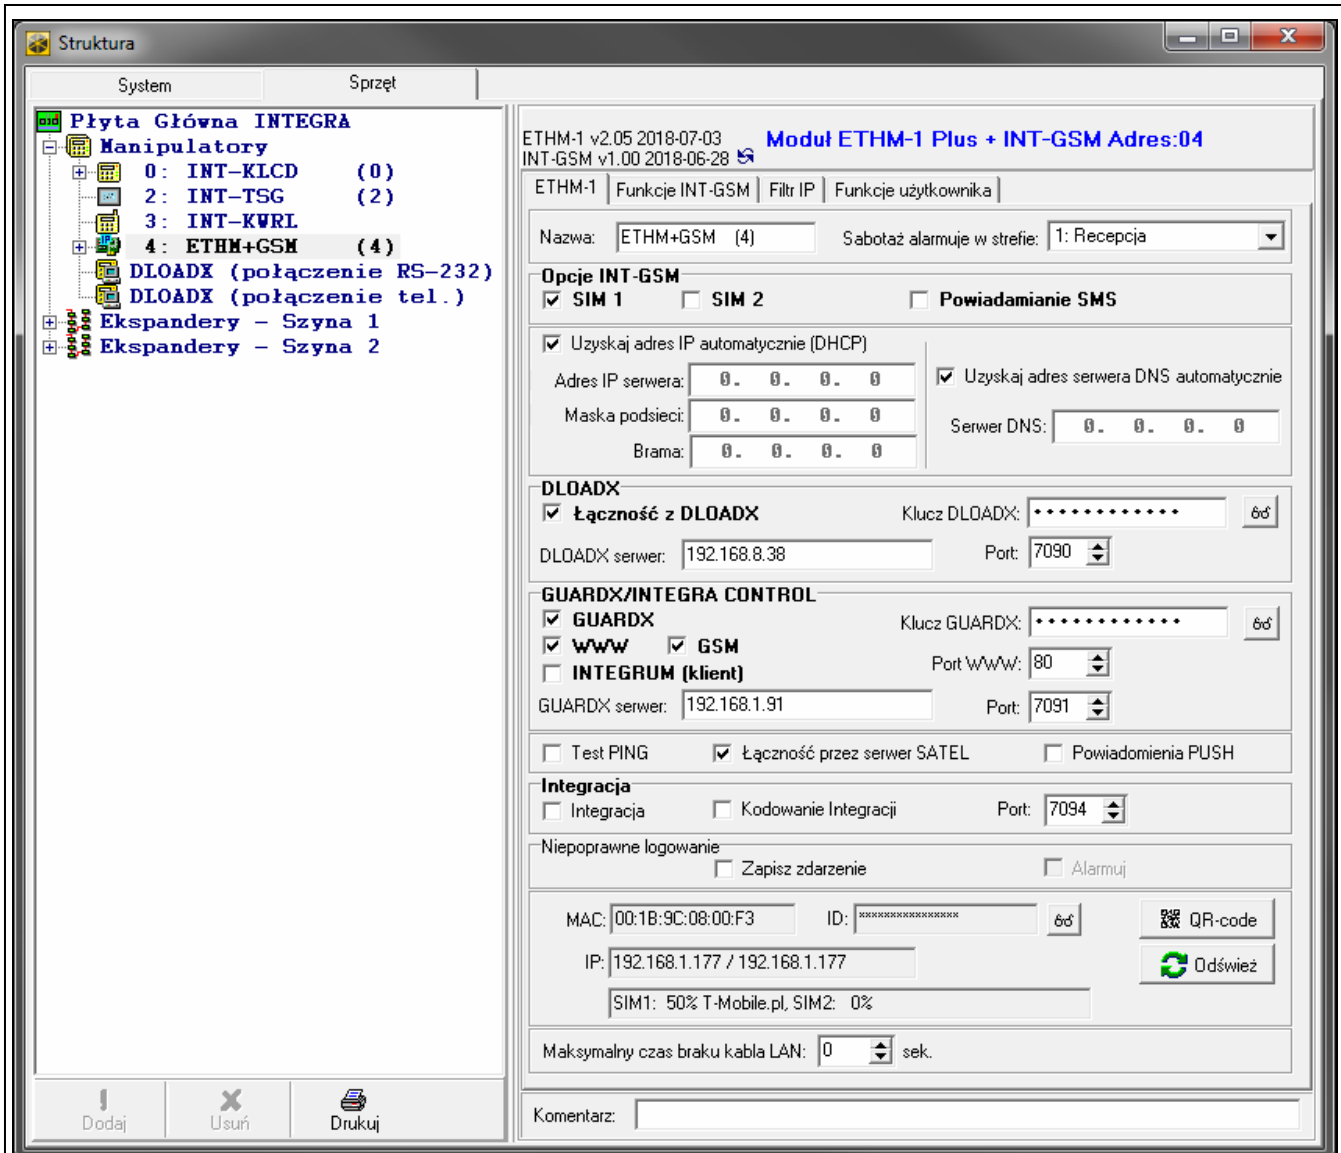 Struktura
System
Sprzęt
Płyta Główna INTEGRA
Manipulatory
0: INT-KLCD (0)
2: INT-TSG (2)
3: INT-KWRL
4: ETHM+GSM (4)
DLOADX (połączenie RS-232)
DLOADX (połączenie tel.)
Ekspandery - Szyna 1
Ekspandery - Szyna 2
Dodaj
Usuń
Drukuj
ETHM-1 v2.05 2018-07-03
INT-GSM v1.00 2018-06-28
Moduł ETHM-1 Plus + INT-GSM Adres:04
ETHM-1
Funkcje INT-GSM
Filtr IP
Funkcje użytkownika
Nazwa: ETHM+GSM (4)
Sabotaż alarmuje w strefie: 1: Recepcja
Opcje INT-GSM
SIM 1
SIM 2
Powiadamianie SMS
Uzyskaj adres IP automatycznie (DHCP)
Adres IP serwera: 0. 0. 0. 0
Maska podsieci: 0. 0. 0. 0
Brama: 0. 0. 0. 0
Uzyskaj adres serwera DNS automatycznie
Serwer DNS: 0. 0. 0. 0
DLOADX
Łączność z DLOADX
Klucz DLOADX: ••••••••••••
DLOADX serwer: 192.168.8.38
Port: 7090
GUARDX/INTEGRA CONTROL
GUARDX
Klucz GUARDX: ••••••••••••
WWW
GSM
Port WWW: 80
INTEGRUM (klient)
GUARDX serwer: 192.168.1.91
Port: 7091
Test PING
Łączność przez serwer SATEL
Powiadomienia PUSH
Integracja
Integracja
Kodowanie Integracji
Port: 7094
Niepoprawne logowanie
Zapisz zdarzenie
Alarmuj
MAC: 00:1B:9C:08:00:F3
ID: ****************
QR-code
IP: 192.168.1.177 / 192.168.1.177
Odśwież
SIM1: 50% T-Mobile.pl, SIM2: 0%
Maksymalny czas braku kabla LAN: 0 sek.
Komentarz: